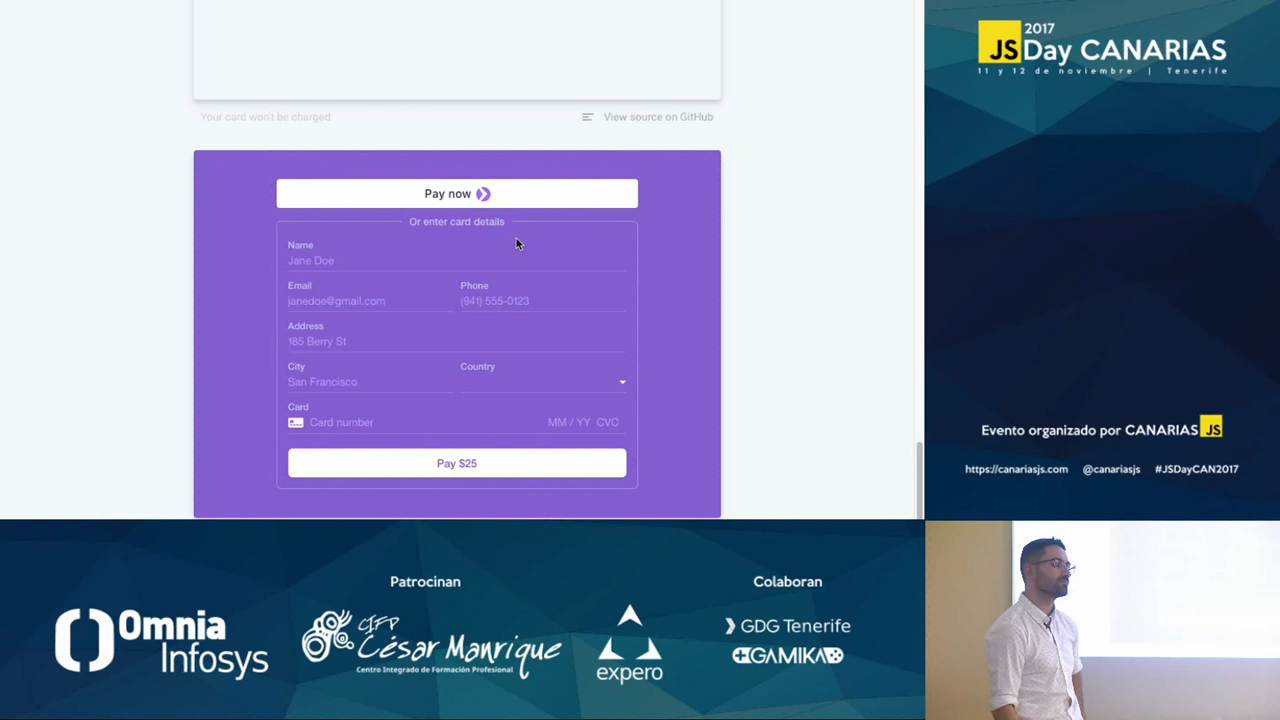 Your card won't be charged
View source on GitHub
Pay now
Or enter card details
Name
Jane Doe
Email
Phone
janedoe@gmail.com
(941) 555-0123
Address
185 Berry St
City
Country
San Francisco
Card
Card number
MM / YY CVC
Pay $25
2017
JSDay CANARIAS
11 y 12 de noviembre | Tenerife
Evento organizado por CANARIAS JS
https://canariasjs.com @canariasjs #JSDayCAN2017
Patrocinan
Colaboran
Omnia
Infosys
CIFP
César Manrique
Centro Integrado de Formación Profesional
expero
GDG Tenerife
GAMIKA